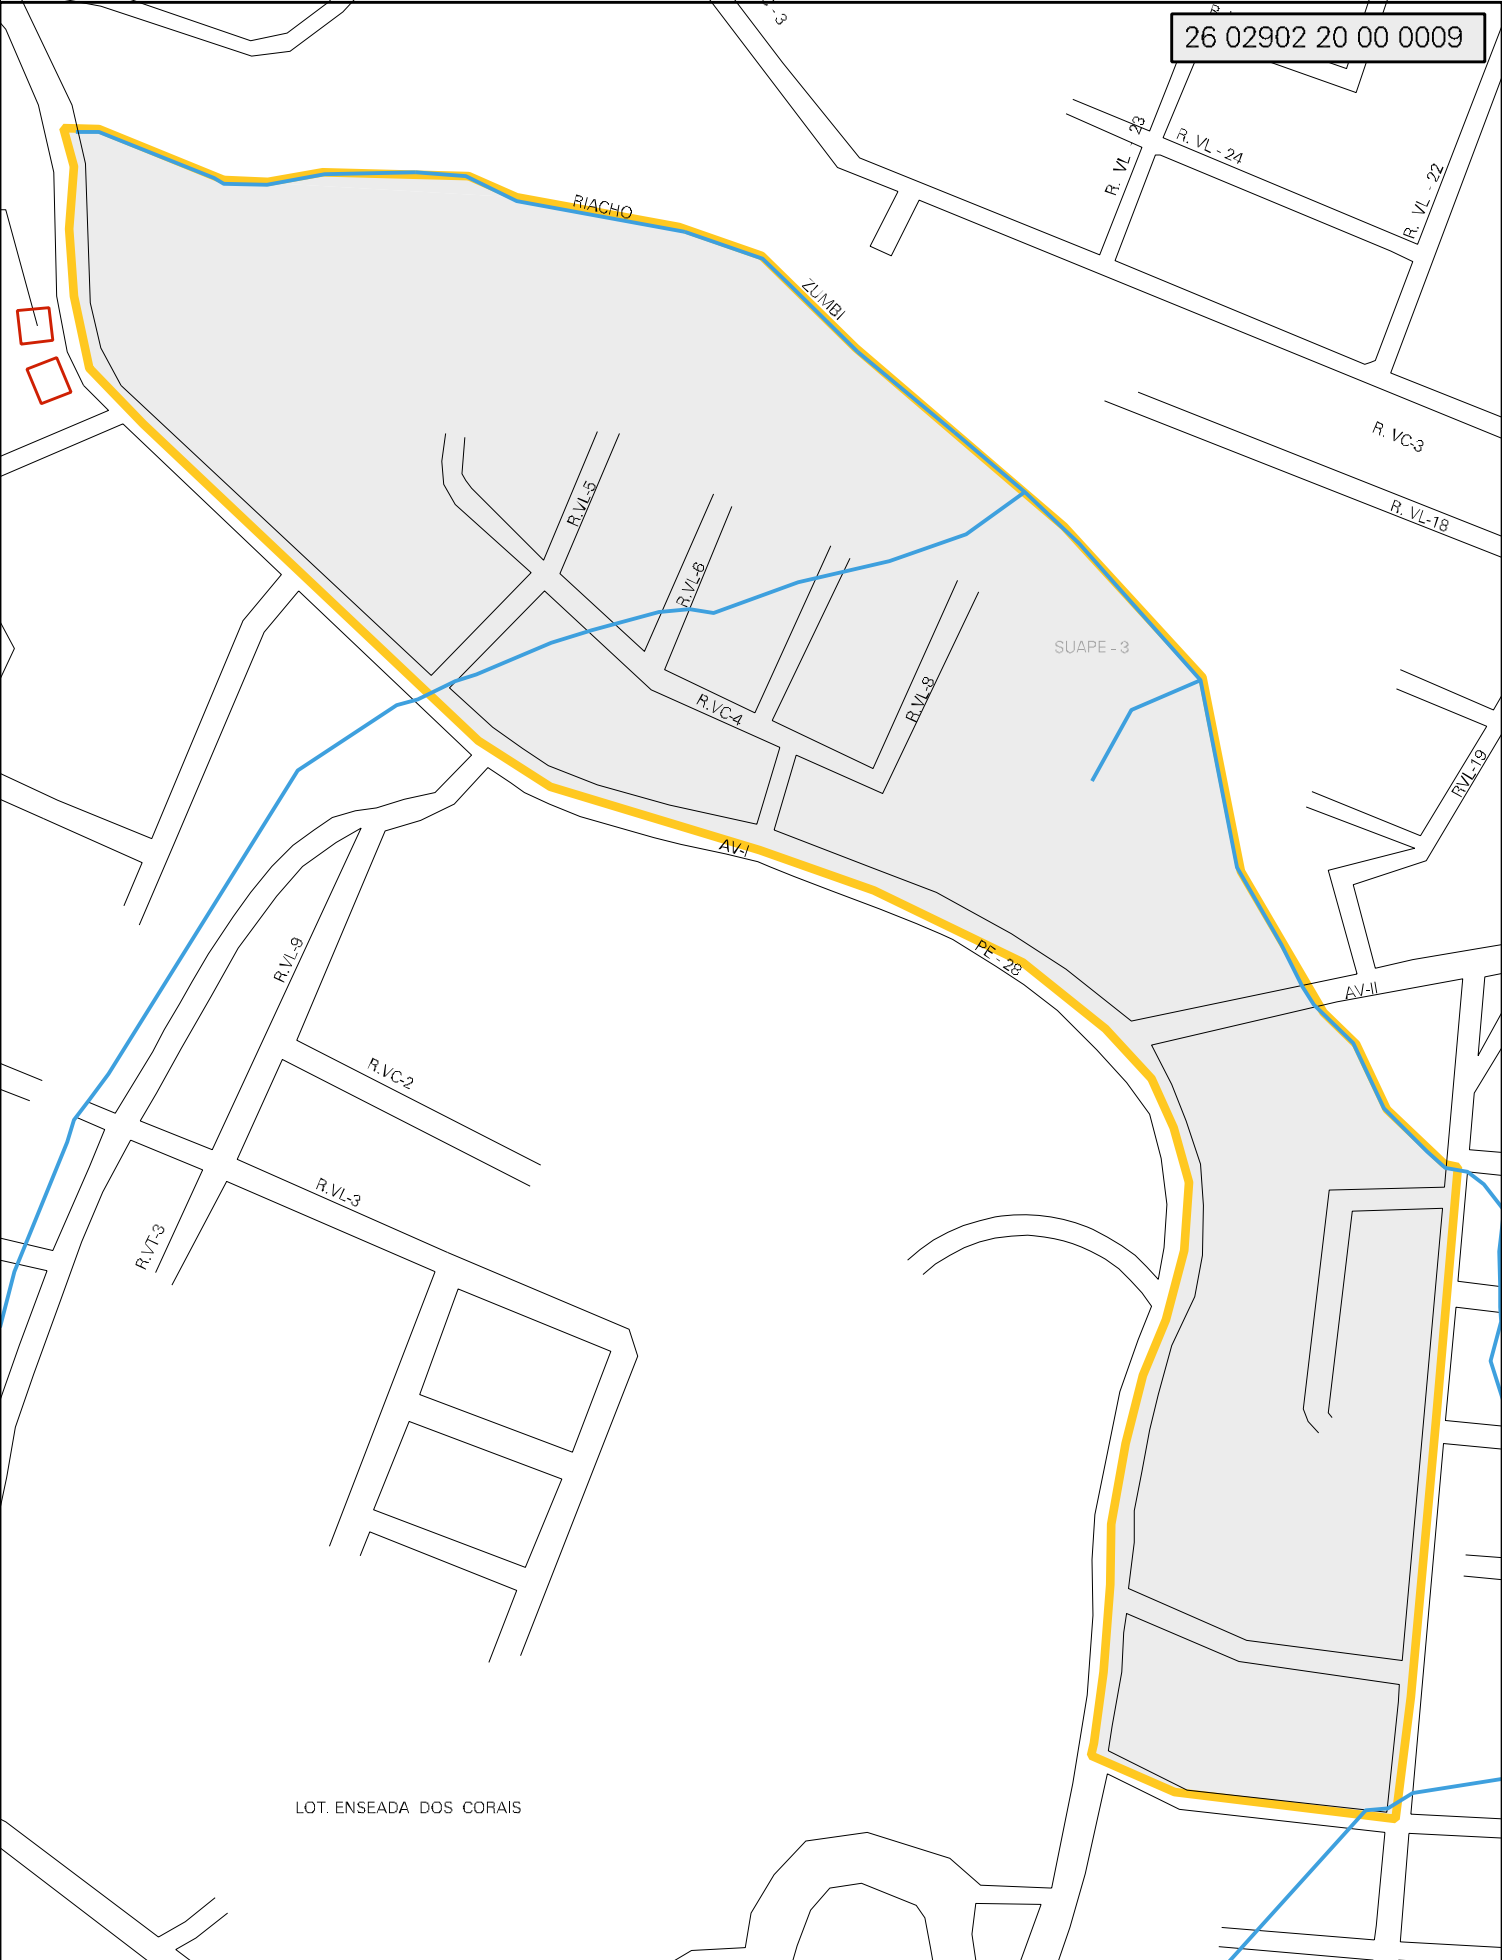 - 3
26 02902 20 00 0009
R. VL - 23
R. VL - 24
R. VL - 22
RIACHO
ZUMBI
R. VC-3
R. VL-18
R.VL-5
R.VL-6
SUAPE - 3
R.VL-8
R.VC-4
RVL-19
AV-I
PE - 28
R.VL-9
AV-II
R.VC-2
R.VL-3
R.VT-3
LOT. ENSEADA DOS CORAIS